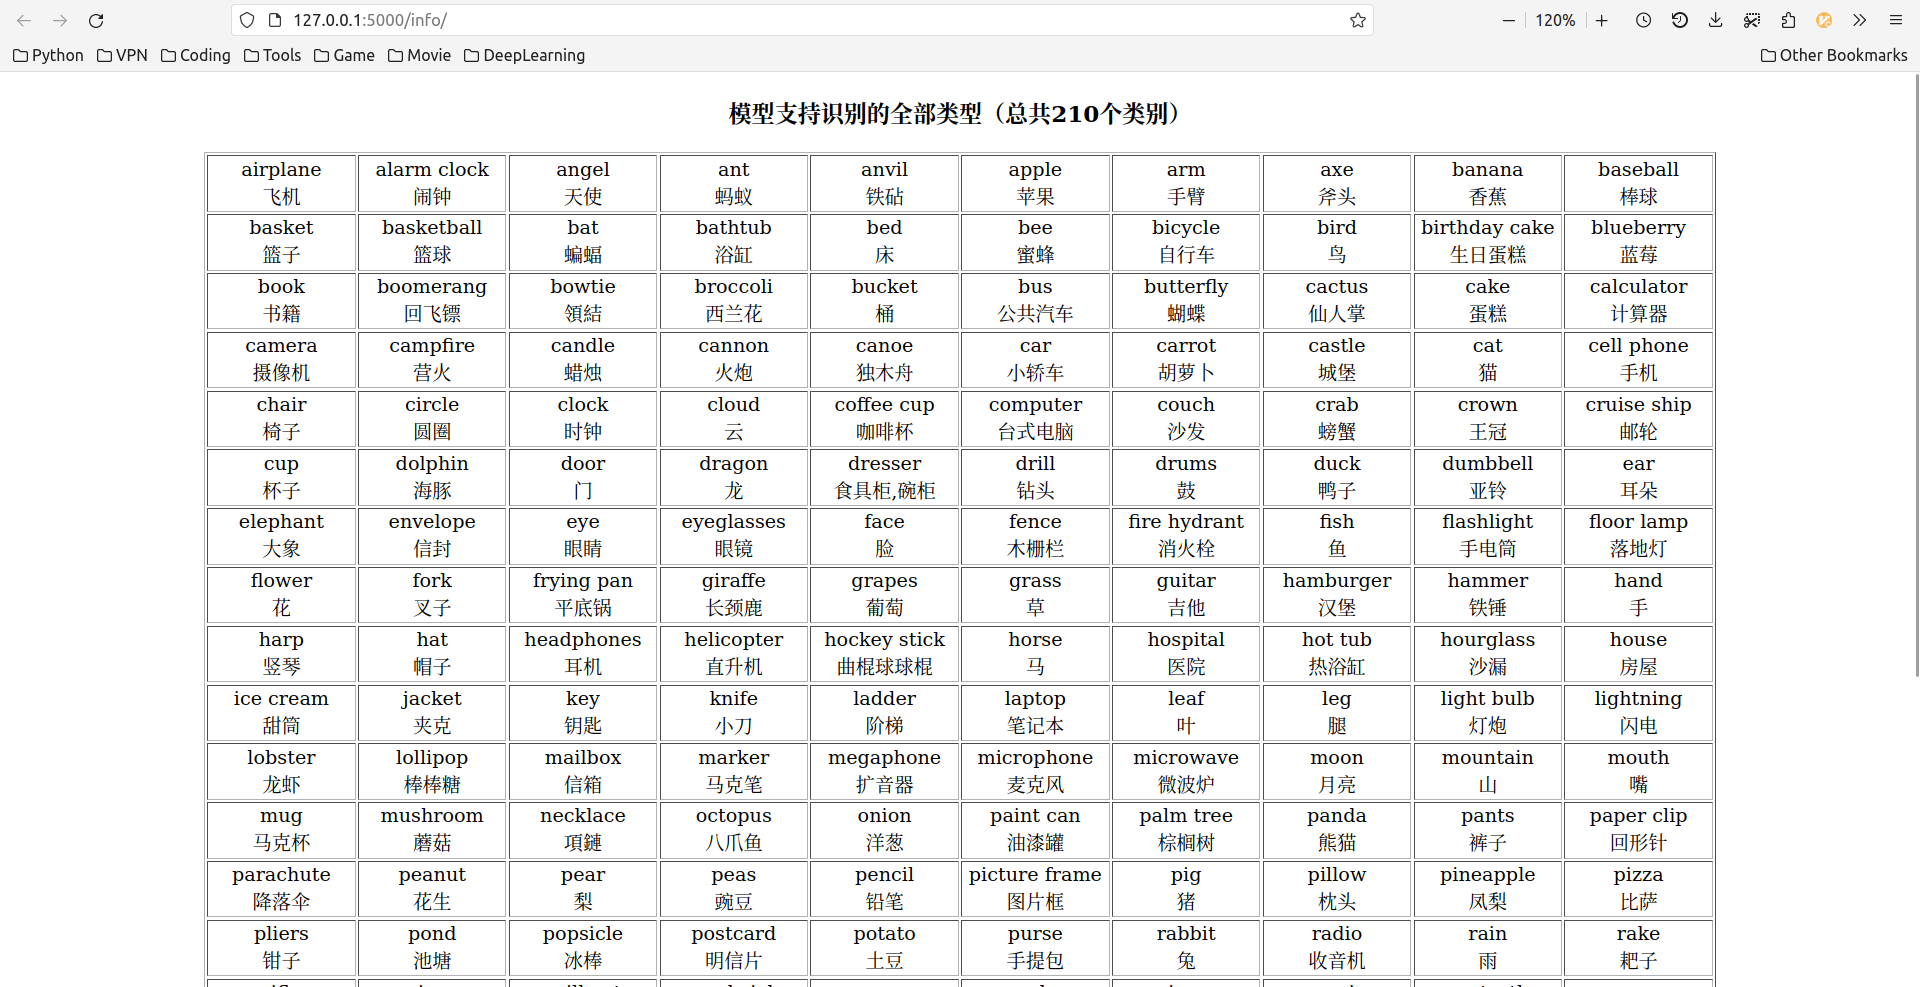 127.0.0.1:5000/info/
120%
Python VPN Coding Tools Game Movie DeepLearning Other Bookmarks
模型支持识别的全部类型（总共210个类别）
airplane alarm clock angel ant anvil apple arm axe banana baseball
飞机 闹钟 天使 蚂蚁 铁砧 苹果 手臂 斧头 香蕉 棒球
basket basketball bat bathtub bed bee bicycle bird birthday cake blueberry
篮子 篮球 蝙蝠 浴缸 床 蜜蜂 自行车 鸟 生日蛋糕 蓝莓
book boomerang bowtie broccoli bucket bus butterfly cactus cake calculator
书籍 回飞镖 領結 西兰花 桶 公共汽车 蝴蝶 仙人掌 蛋糕 计算器
camera campfire candle cannon canoe car carrot castle cat cell phone
摄像机 营火 蜡烛 火炮 独木舟 小轿车 胡萝卜 城堡 猫 手机
chair circle clock cloud coffee cup computer couch crab crown cruise ship
椅子 圆圈 时钟 云 咖啡杯 台式电脑 沙发 螃蟹 王冠 邮轮
cup dolphin door dragon dresser drill drums duck dumbbell ear
杯子 海豚 门 龙 食具柜,碗柜 钻头 鼓 鸭子 亚铃 耳朵
elephant envelope eye eyeglasses face fence fire hydrant fish flashlight floor lamp
大象 信封 眼睛 眼镜 脸 木栅栏 消火栓 鱼 手电筒 落地灯
flower fork frying pan giraffe grapes grass guitar hamburger hammer hand
花 叉子 平底锅 长颈鹿 葡萄 草 吉他 汉堡 铁锤 手
harp hat headphones helicopter hockey stick horse hospital hot tub hourglass house
竖琴 帽子 耳机 直升机 曲棍球球棍 马 医院 热浴缸 沙漏 房屋
ice cream jacket key knife ladder laptop leaf leg light bulb lightning
甜筒 夹克 钥匙 小刀 阶梯 笔记本 叶 腿 灯炮 闪电
lobster lollipop mailbox marker megaphone microphone microwave moon mountain mouth
龙虾 棒棒糖 信箱 马克笔 扩音器 麦克风 微波炉 月亮 山 嘴
mug mushroom necklace octopus onion paint can palm tree panda pants paper clip
马克杯 蘑菇 項鏈 八爪鱼 洋葱 油漆罐 棕榈树 熊猫 裤子 回形针
parachute peanut pear peas pencil picture frame pig pillow pineapple pizza
降落伞 花生 梨 豌豆 铅笔 图片框 猪 枕头 凤梨 比萨
pliers pond popsicle postcard potato purse rabbit radio rain rake
钳子 池塘 冰棒 明信片 土豆 手提包 兔 收音机 雨 耙子